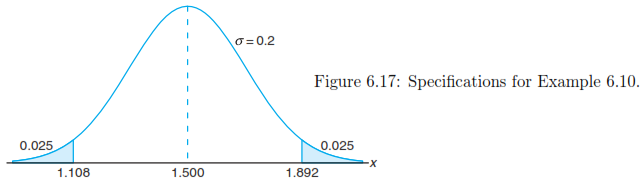 σ = 0.2
Figure 6.17: Specifications for Example 6.10.
0.025
0.025
x
1.108
1.500
1.892